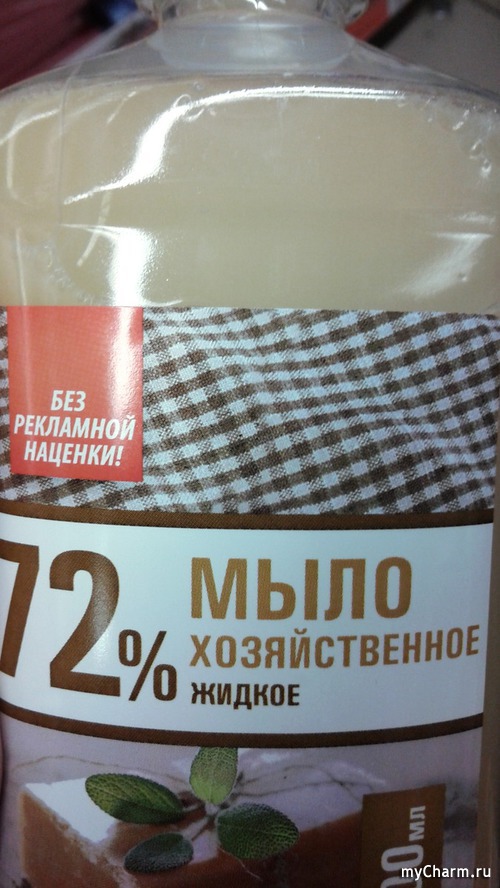 БЕЗ
РЕКЛАМНОЙ
НАЦЕНКИ!
72%
МЫЛО
ХОЗЯЙСТВЕННОЕ
ЖИДКОЕ
мл
myCharm.ru